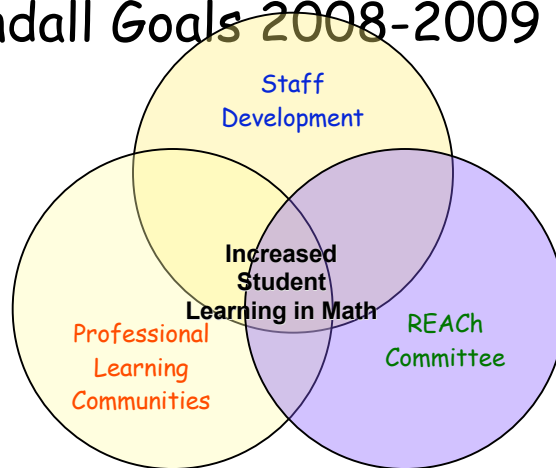 ndall Goals 2008-2009
Staff
Development
Increased
Student
Learning in Math
Professional
Learning
Communities
REACh
Committee